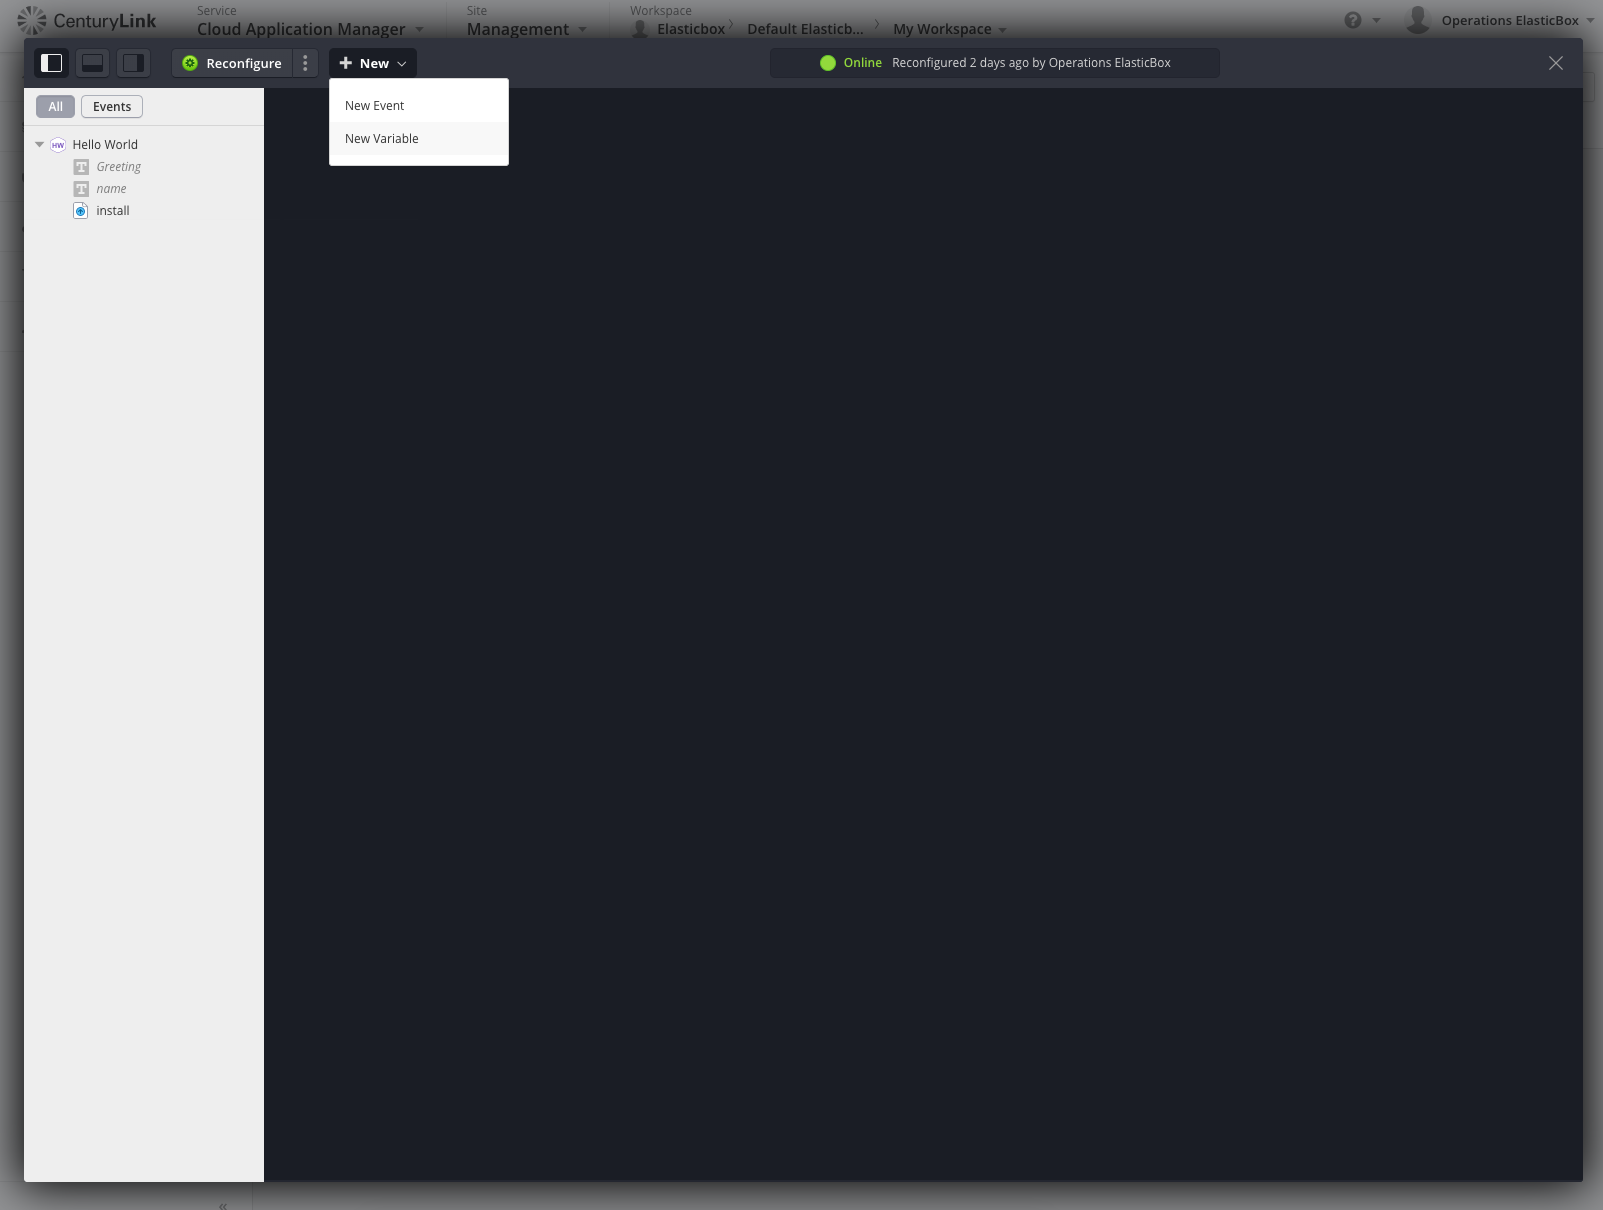 CenturyLink
Service
Cloud Application Manager
Site
Management
Workspace
Elasticbox
Default Elasticb...
My Workspace
?
Operations ElasticBox
Reconfigure
New
Online Reconfigured 2 days ago by Operations ElasticBox
New Event
New Variable
All
Events
HW Hello World
T Greeting
T name
install
«